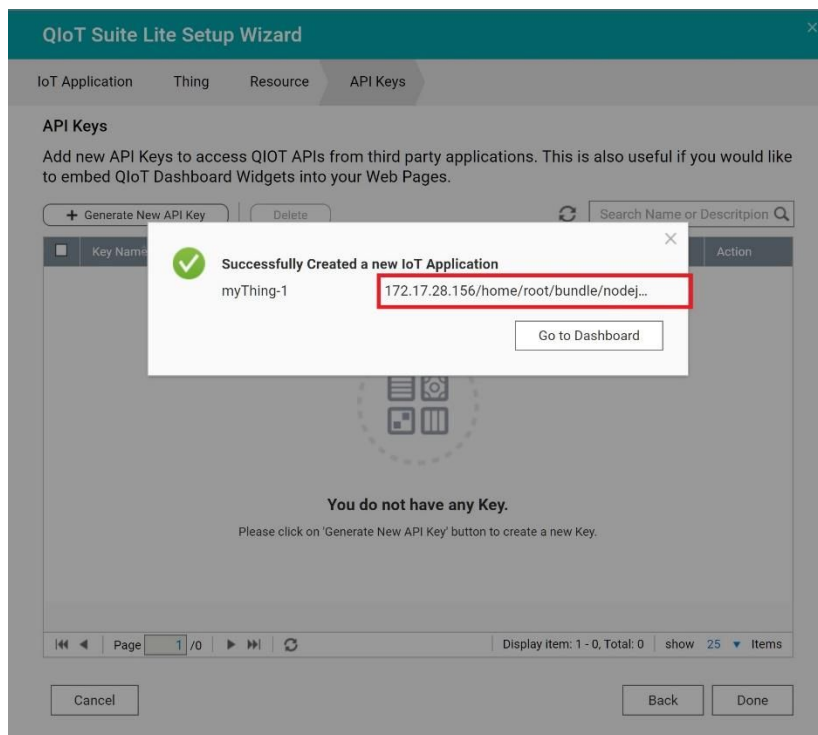 QIoT Suite Lite Setup Wizard
IoT Application Thing Resource API Keys
API Keys
Add new API Keys to access QIOT APIs from third party applications. This is also useful if you would like
to embed QIoT Dashboard Widgets into your Web Pages.
+ Generate New API Key Delete Search Name or Descritpion
Key Name Action
Successfully Created a new IoT Application
myThing-1 172.17.28.156/home/root/bundle/nodej...
Go to Dashboard
You do not have any Key.
Please click on 'Generate New API Key' button to create a new Key.
Page 1 /0 Display item: 1 - 0, Total: 0 show 25 Items
Cancel Back Done